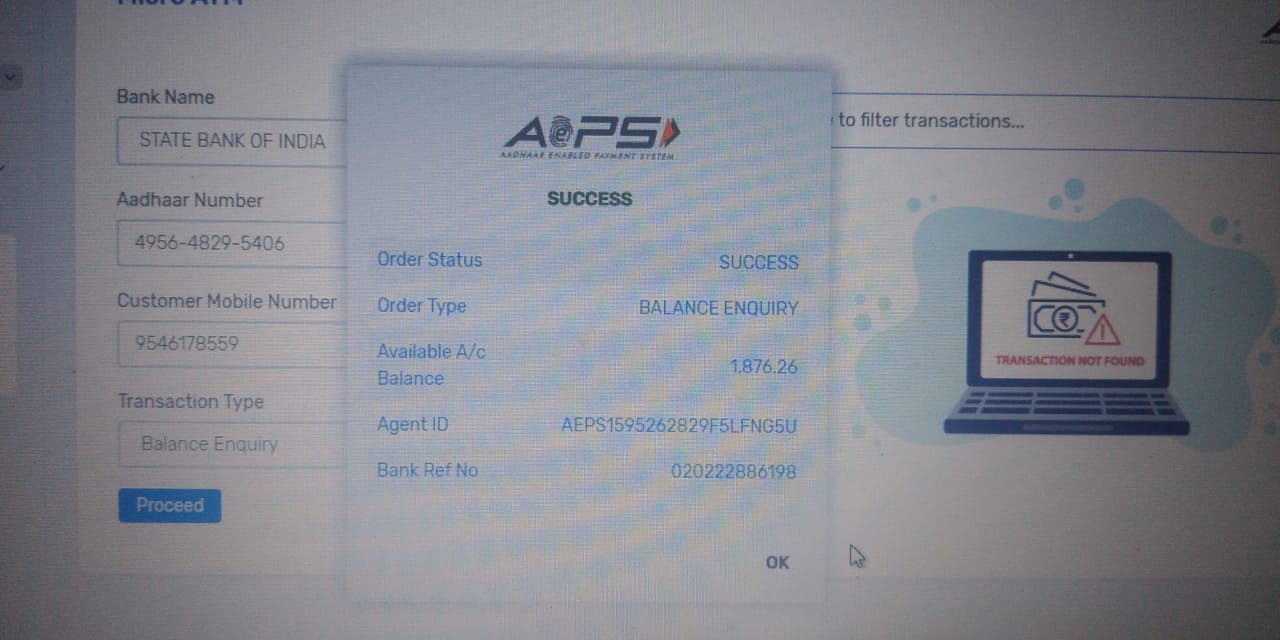 Micro ATM
Bank Name
STATE BANK OF INDIA
Aadhaar Number
4956-4829-5406
Customer Mobile Number
9546178559
Transaction Type
Balance Enquiry
Proceed
AePS
AADHAAR ENABLED PAYMENT SYSTEM
SUCCESS
Order Status SUCCESS
Order Type BALANCE ENQUIRY
Available A/c
Balance 1,876.26
Agent ID AEPS1595262829F5LFNG5U
Bank Ref No 020222886198
OK
to filter transactions...
TRANSACTION NOT FOUND